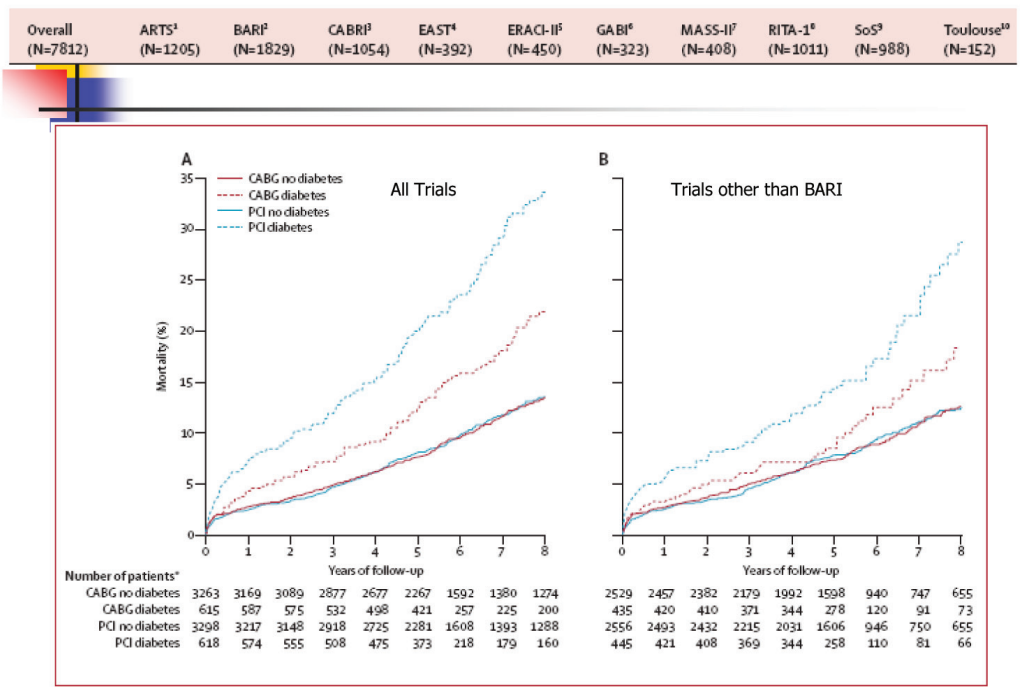 Overall ARTS¹ BARI² CABRI³ EAST⁴ ERACI-II⁵ GABI⁶ MASS-II⁷ RITA-1⁸ SoS⁹ Toulouse¹⁰
(N=7812) (N=1205) (N=1829) (N=1054) (N=392) (N=450) (N=323) (N=408) (N=1011) (N=988) (N=152)
A
35
CABG no diabetes
CABG diabetes
PCI no diabetes
PCI diabetes
All Trials
30
25
20
15
10
5
0
Mortality (%)
0 1 2 3 4 5 6 7 8
Years of follow-up
B
Trials other than BARI
0 1 2 3 4 5 6 7 8
Years of follow-up
Number of patients*
CABG no diabetes 3263 3169 3089 2877 2677 2267 1592 1380 1274 2529 2457 2382 2179 1992 1598 940 747 655
CABG diabetes 615 587 575 532 498 421 257 225 200 435 420 410 371 344 278 120 91 73
PCI no diabetes 3298 3217 3148 2918 2725 2281 1608 1393 1288 2556 2493 2432 2215 2031 1606 946 750 655
PCI diabetes 618 574 555 508 475 373 218 179 160 445 421 408 369 344 258 110 81 66